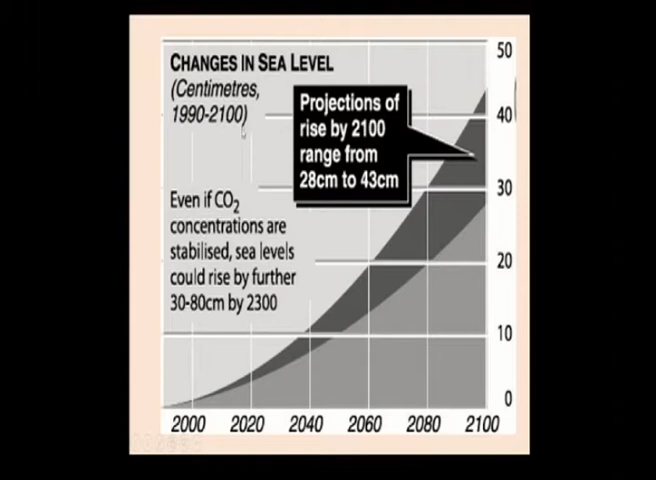 CHANGES IN SEA LEVEL
(Centimetres,
1990-2100)
Projections of
rise by 2100
range from
28cm to 43cm
Even if CO₂
concentrations are
stabilised, sea levels
could rise by further
30-80cm by 2300
50
40
30
20
10
0
2000 2020 2040 2060 2080 2100